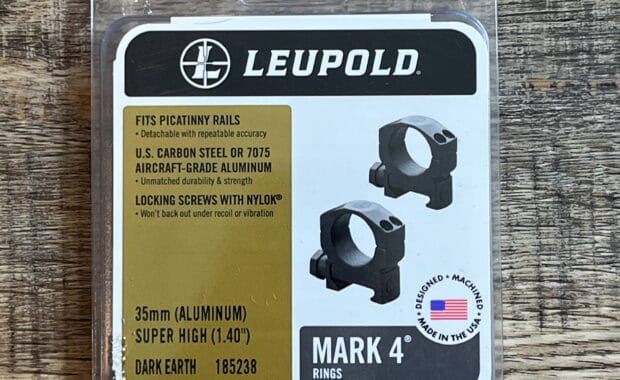 LEUPOLD®
FITS PICATINNY RAILS
• Detachable with repeatable accuracy
U.S. CARBON STEEL OR 7075
AIRCRAFT-GRADE ALUMINUM
• Unmatched durability & strength
LOCKING SCREWS WITH NYLOK®
• Won't back out under recoil or vibration
35mm (ALUMINUM)
SUPER HIGH (1.40")
DARK EARTH 185238
DESIGNED • MACHINED •
MADE IN THE USA
MARK 4®
RINGS